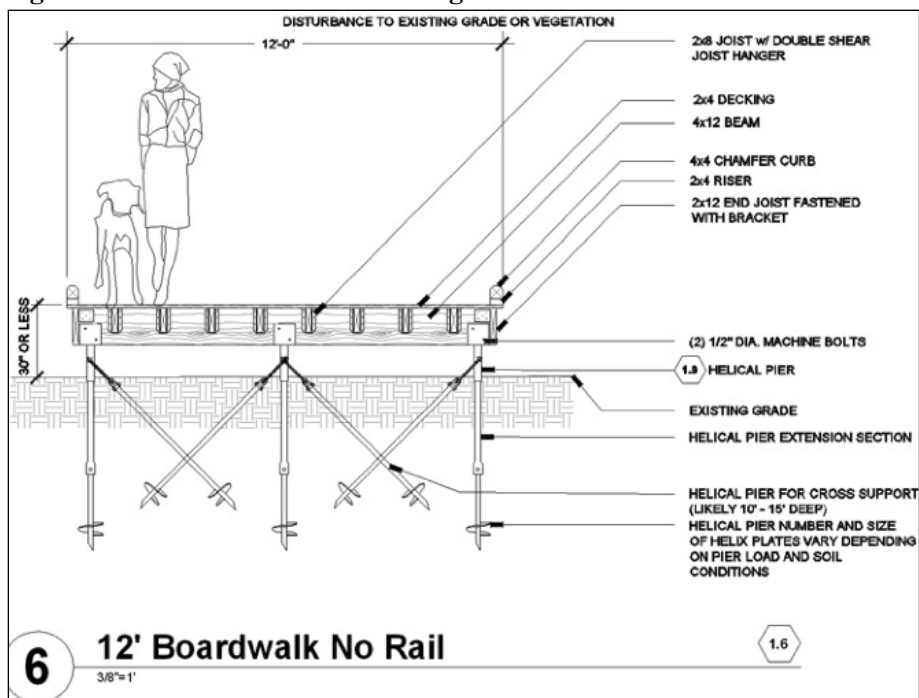 DISTURBANCE TO EXISTING GRADE OR VEGETATION
12'-0"
2x8 JOIST w/ DOUBLE SHEAR
JOIST HANGER
2x4 DECKING
4x12 BEAM
4x4 CHAMFER CURB
2x4 RISER
2x12 END JOIST FASTENED
WITH BRACKET
30" OR LESS
(2) 1/2" DIA. MACHINE BOLTS
1.9 HELICAL PIER
EXISTING GRADE
HELICAL PIER EXTENSION SECTION
HELICAL PIER FOR CROSS SUPPORT
(LIKELY 10' - 15' DEEP)
HELICAL PIER NUMBER AND SIZE
OF HELIX PLATES VARY DEPENDING
ON PIER LOAD AND SOIL
CONDITIONS
6 12' Boardwalk No Rail 1.6
3/8"=1'